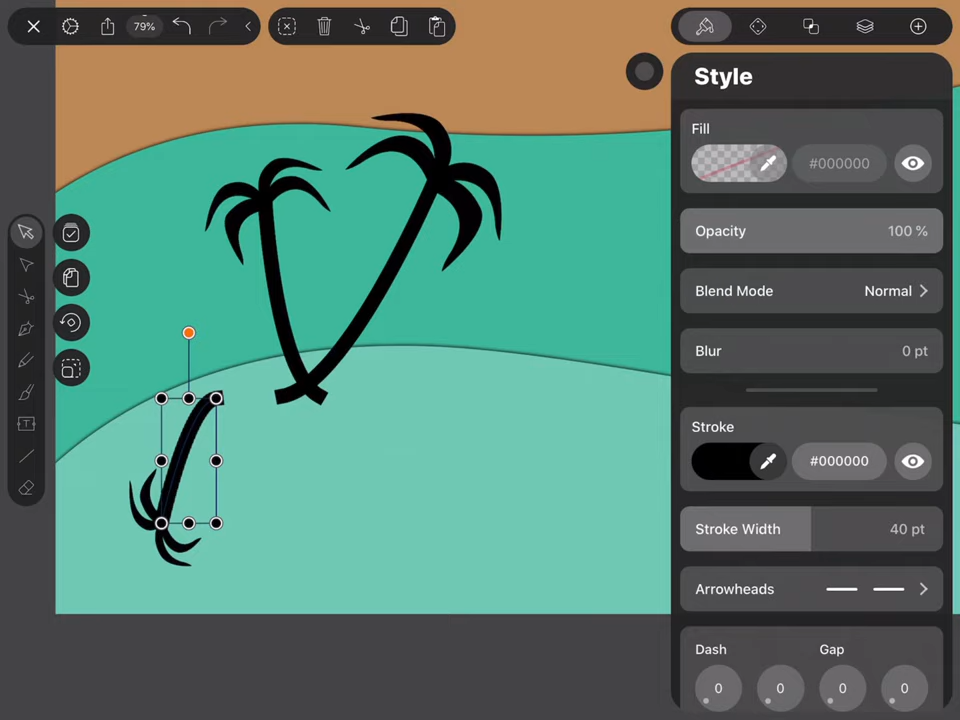 79%
Style
Fill
#000000
Opacity 100 %
Blend Mode Normal
Blur 0 pt
Stroke
#000000
Stroke Width 40 pt
Arrowheads
Dash Gap
0 0 0 0
T